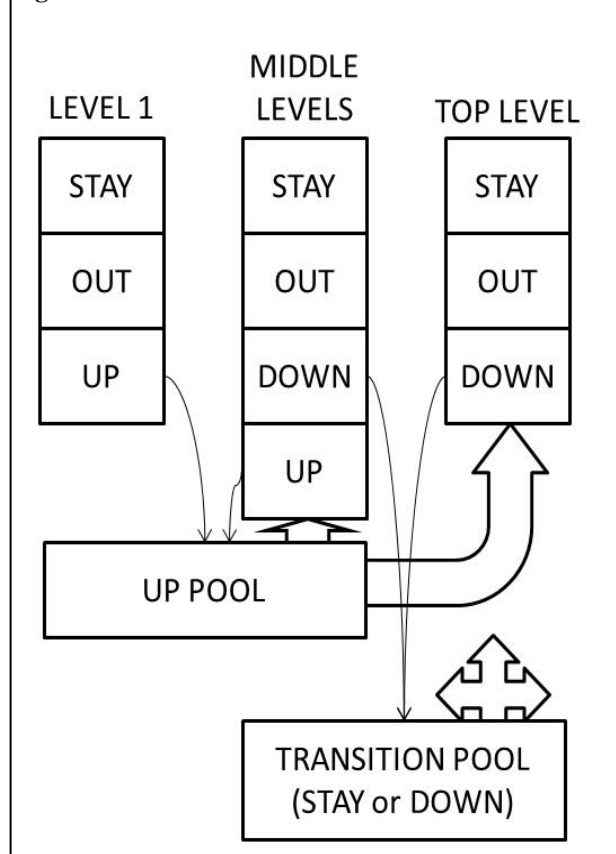 LEVEL 1
STAY
OUT
UP
MIDDLE
LEVELS
STAY
OUT
DOWN
UP
TOP LEVEL
STAY
OUT
DOWN
UP POOL
TRANSITION POOL
(STAY or DOWN)